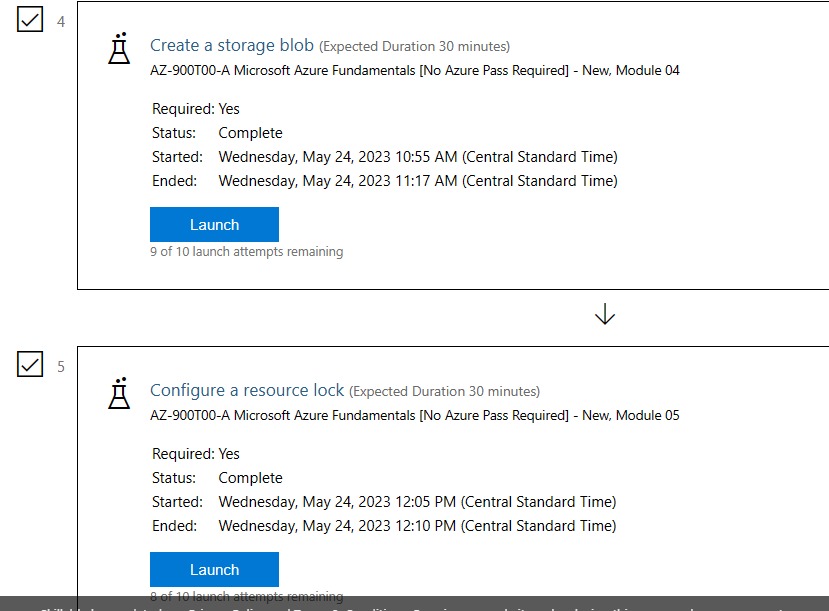 4
Create a storage blob (Expected Duration 30 minutes)
AZ-900T00-A Microsoft Azure Fundamentals [No Azure Pass Required] - New, Module 04
Required: Yes
Status: Complete
Started: Wednesday, May 24, 2023 10:55 AM (Central Standard Time)
Ended: Wednesday, May 24, 2023 11:17 AM (Central Standard Time)
Launch
9 of 10 launch attempts remaining
5
Configure a resource lock (Expected Duration 30 minutes)
AZ-900T00-A Microsoft Azure Fundamentals [No Azure Pass Required] - New, Module 05
Required: Yes
Status: Complete
Started: Wednesday, May 24, 2023 12:05 PM (Central Standard Time)
Ended: Wednesday, May 24, 2023 12:10 PM (Central Standard Time)
Launch
8 of 10 launch attempts remaining